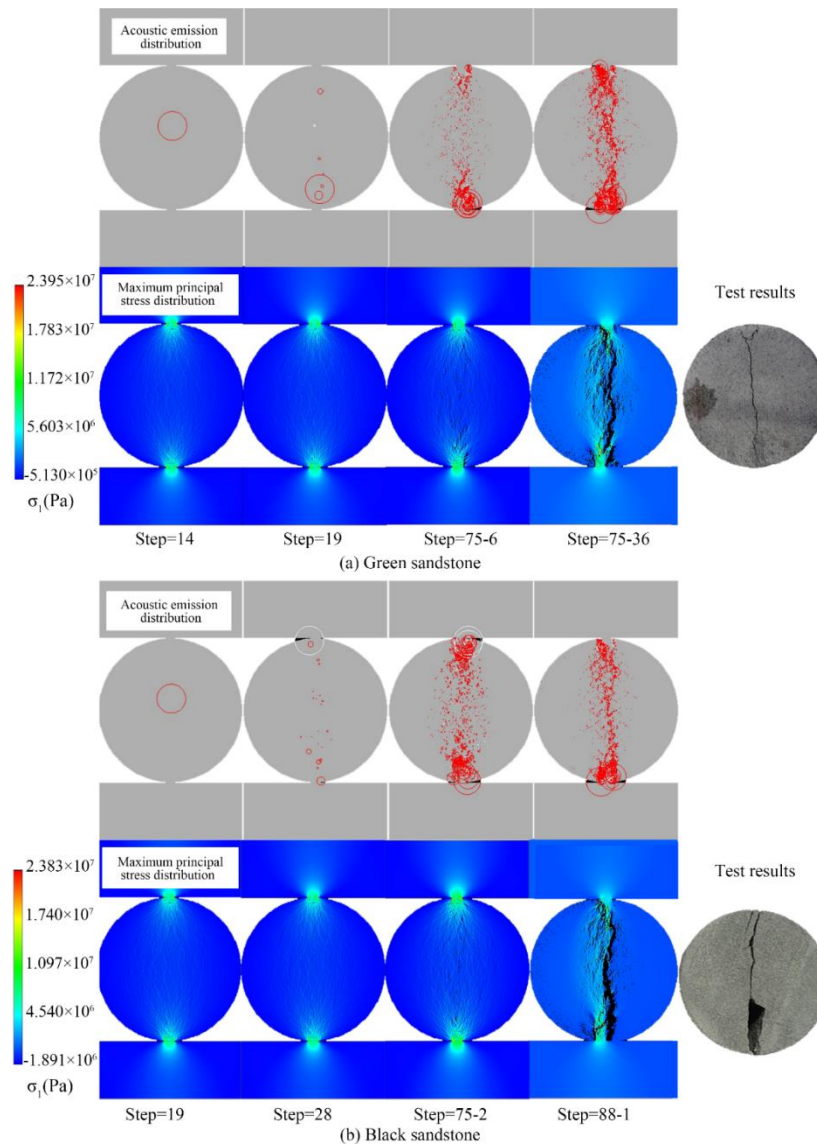 Acoustic emission
distribution
2.395×10⁷
1.783×10⁷
1.172×10⁷
5.603×10⁶
-5.130×10⁵
σ₁(Pa)
Maximum principal
stress distribution
Test results
Step=14
Step=19
Step=75-6
Step=75-36
(a) Green sandstone
Acoustic emission
distribution
2.383×10⁷
1.740×10⁷
1.097×10⁷
4.540×10⁶
-1.891×10⁶
σ₁(Pa)
Maximum principal
stress distribution
Test results
Step=19
Step=28
Step=75-2
Step=88-1
(b) Black sandstone